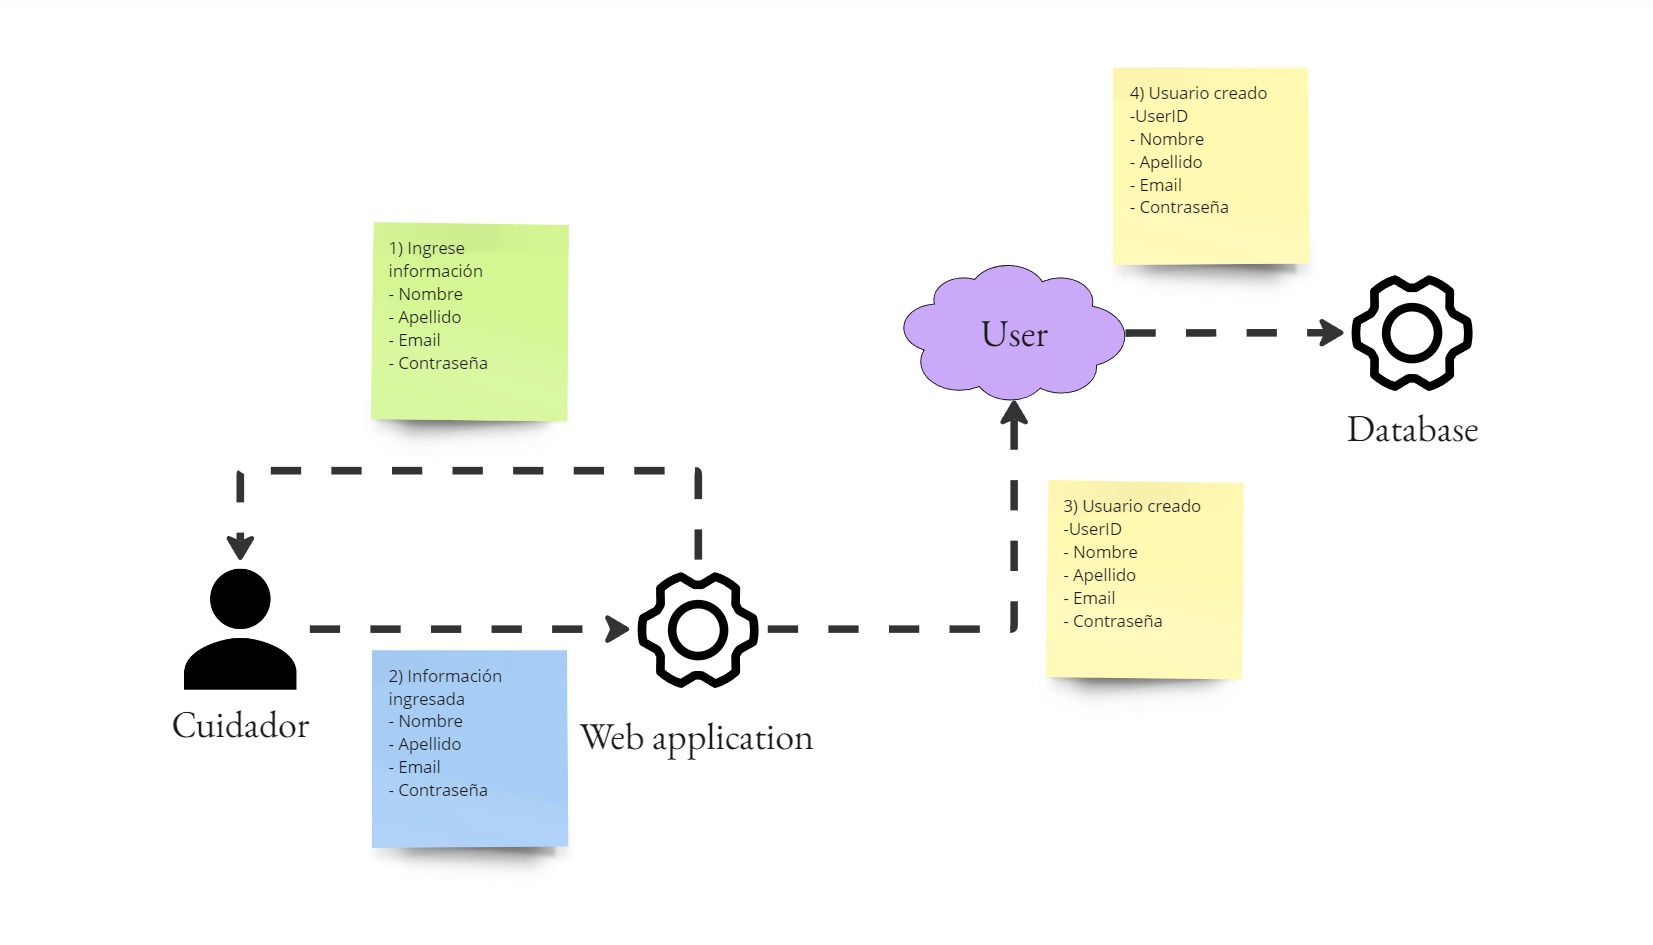 1) Ingrese
información
- Nombre
- Apellido
- Email
- Contraseña
Cuidador
2) Información
ingresada
- Nombre
- Apellido
- Email
- Contraseña
Web application
3) Usuario creado
-UserID
- Nombre
- Apellido
- Email
- Contraseña
User
4) Usuario creado
-UserID
- Nombre
- Apellido
- Email
- Contraseña
Database